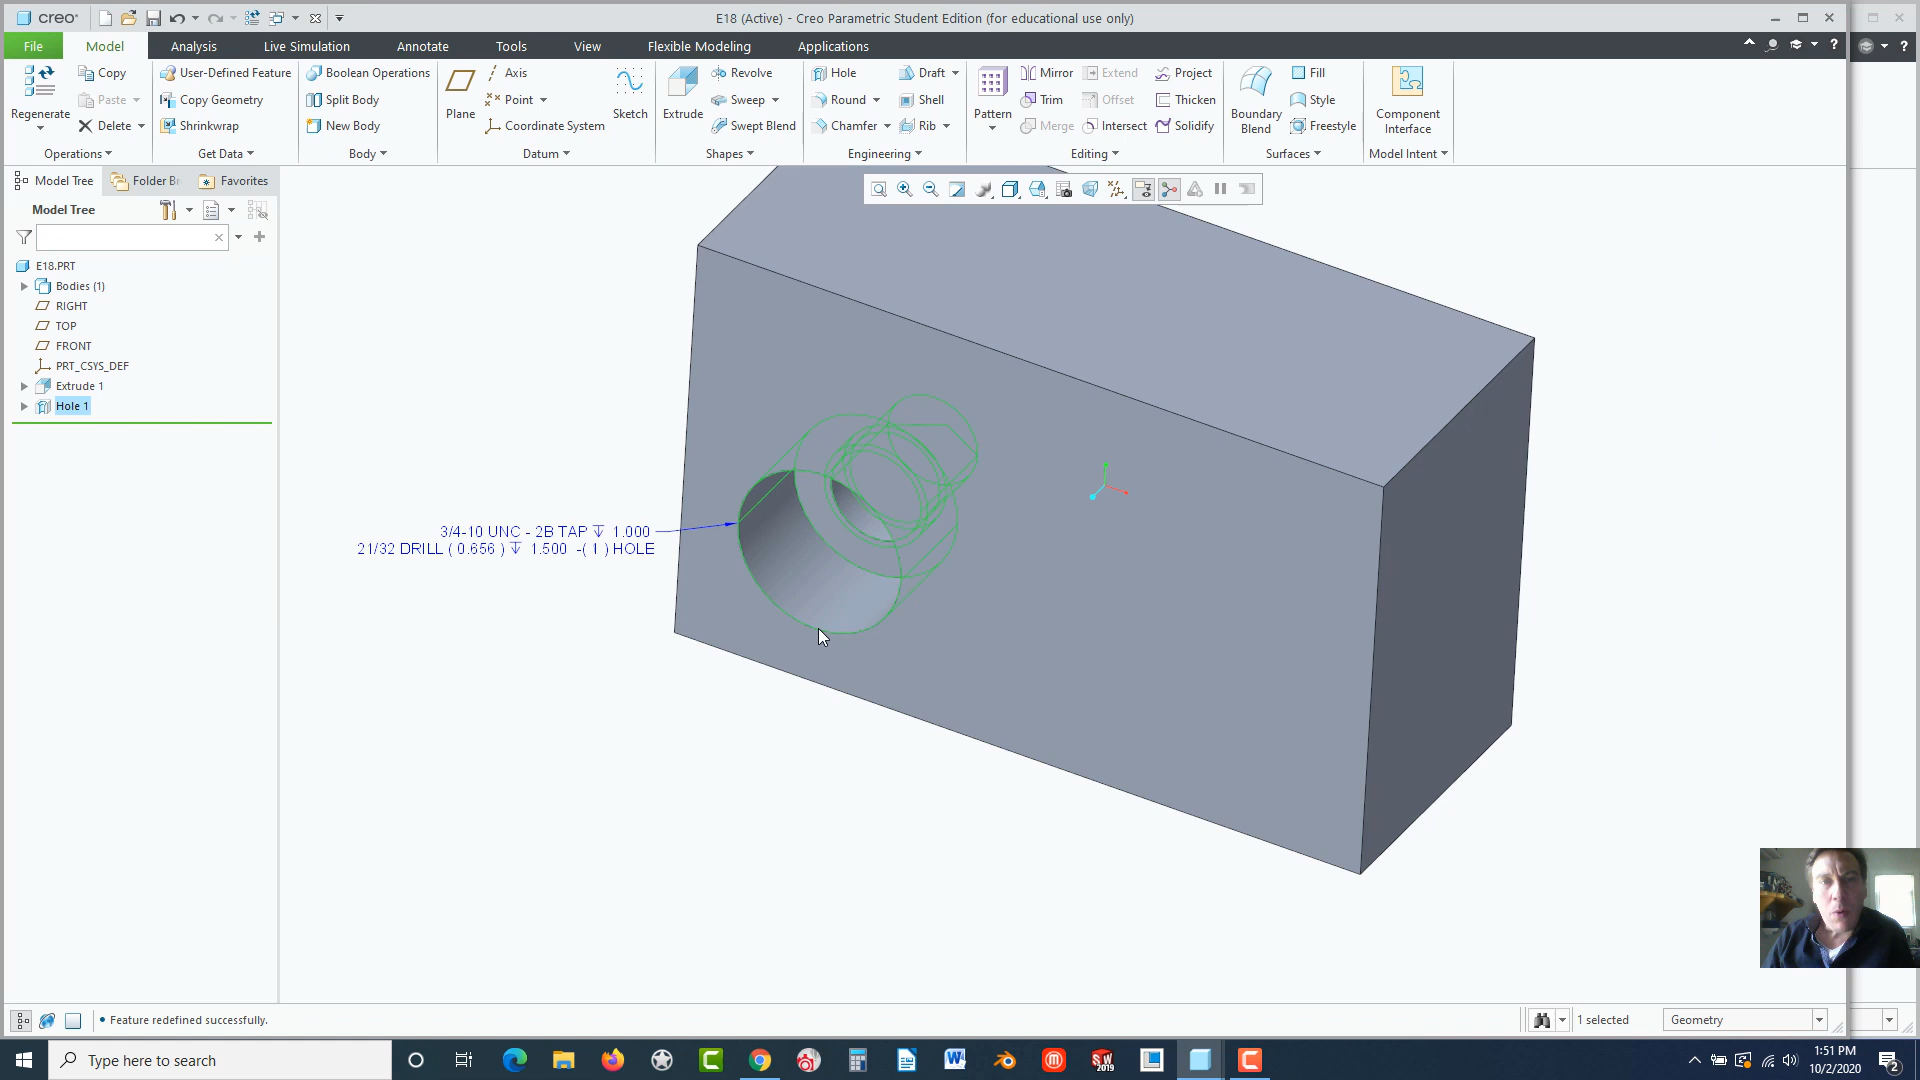 creo
E18 (Active) - Creo Parametric Student Edition (for educational use only)
File Model Analysis Live Simulation Annotate Tools View Flexible Modeling Applications
Regenerate
Copy
Paste
Delete
Operations
User-Defined Feature
Copy Geometry
Shrinkwrap
Get Data
Boolean Operations
Split Body
New Body
Body
Plane
Axis
Point
Coordinate System
Sketch
Datum
Extrude
Revolve
Sweep
Swept Blend
Shapes
Hole
Round
Chamfer
Draft
Shell
Rib
Engineering
Pattern
Mirror
Trim
Merge
Extend
Offset
Intersect
Project
Thicken
Solidify
Editing
Boundary
Blend
Fill
Style
Freestyle
Surfaces
Component
Interface
Model Intent
Model Tree
Folder Br
Favorites
Model Tree
E18.PRT
Bodies (1)
RIGHT
TOP
FRONT
PRT_CSYS_DEF
Extrude 1
Hole 1
3/4-10 UNC - 2B TAP ↧ 1.000
21/32 DRILL ( 0.656 ) ↧ 1.500 -( 1 ) HOLE
• Feature redefined successfully.
1 selected
Geometry
Type here to search
SW
2019
1:51 PM
10/2/2020
2